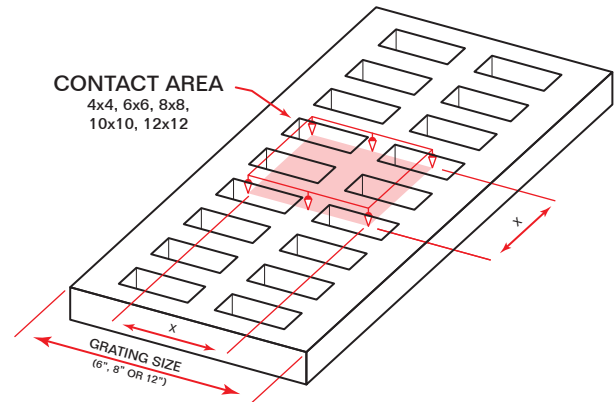 CONTACT AREA
4x4, 6x6, 8x8,
10x10, 12x12
X
X
GRATING SIZE
(6", 8" OR 12")